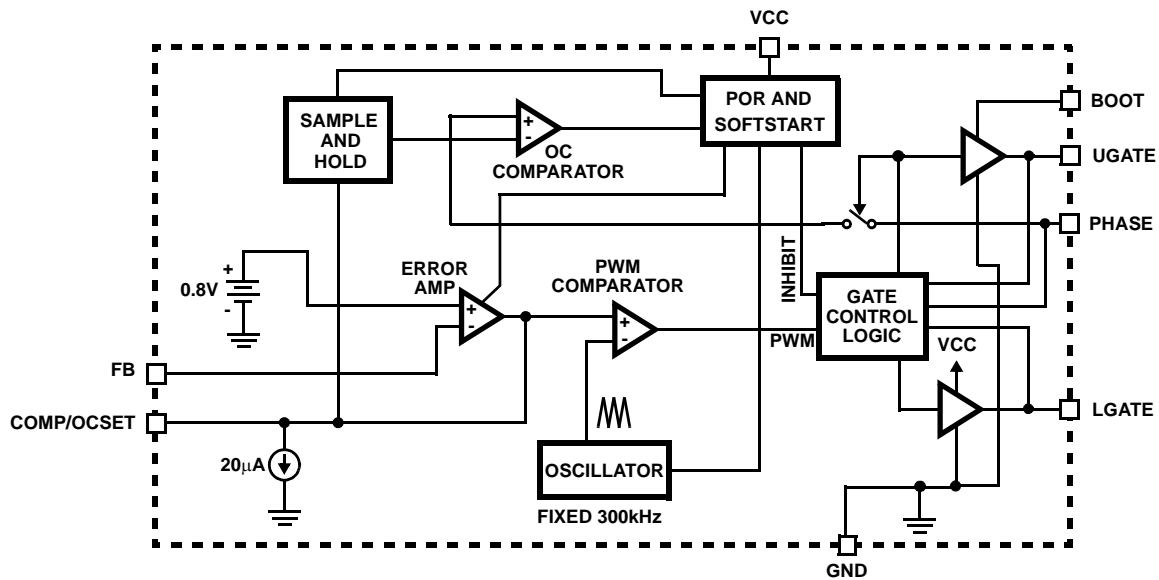 VCC
BOOT
UGATE
PHASE
SAMPLE
AND
HOLD
+
-
OC
COMPARATOR
POR AND
SOFTSTART
INHIBIT
ERROR
AMP
+
-
PWM
COMPARATOR
+
-
+
0.8V
-
GATE
CONTROL
LOGIC
PWM
VCC
FB
COMP/OCSET
20µA
OSCILLATOR
FIXED 300kHz
LGATE
GND